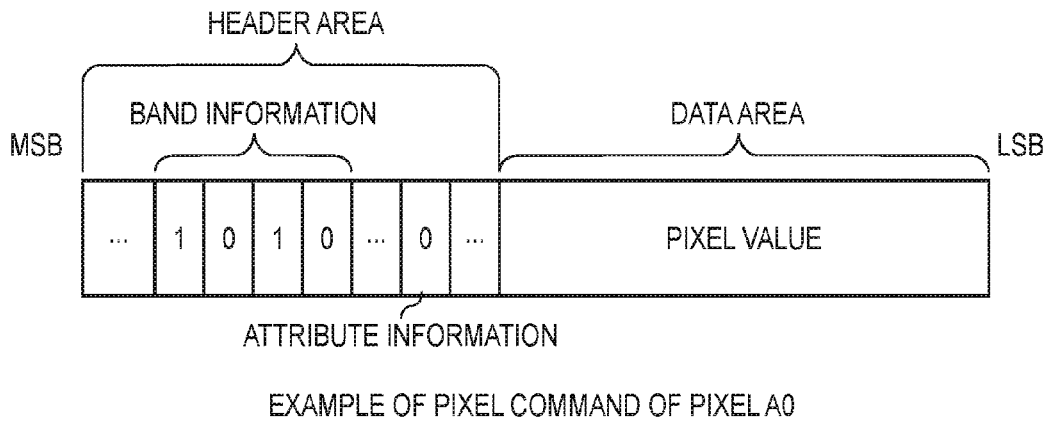 HEADER AREA
BAND INFORMATION
DATA AREA
MSB
LSB
... 1 0 1 0 ... 0 ... PIXEL VALUE
ATTRIBUTE INFORMATION
EXAMPLE OF PIXEL COMMAND OF PIXEL A0